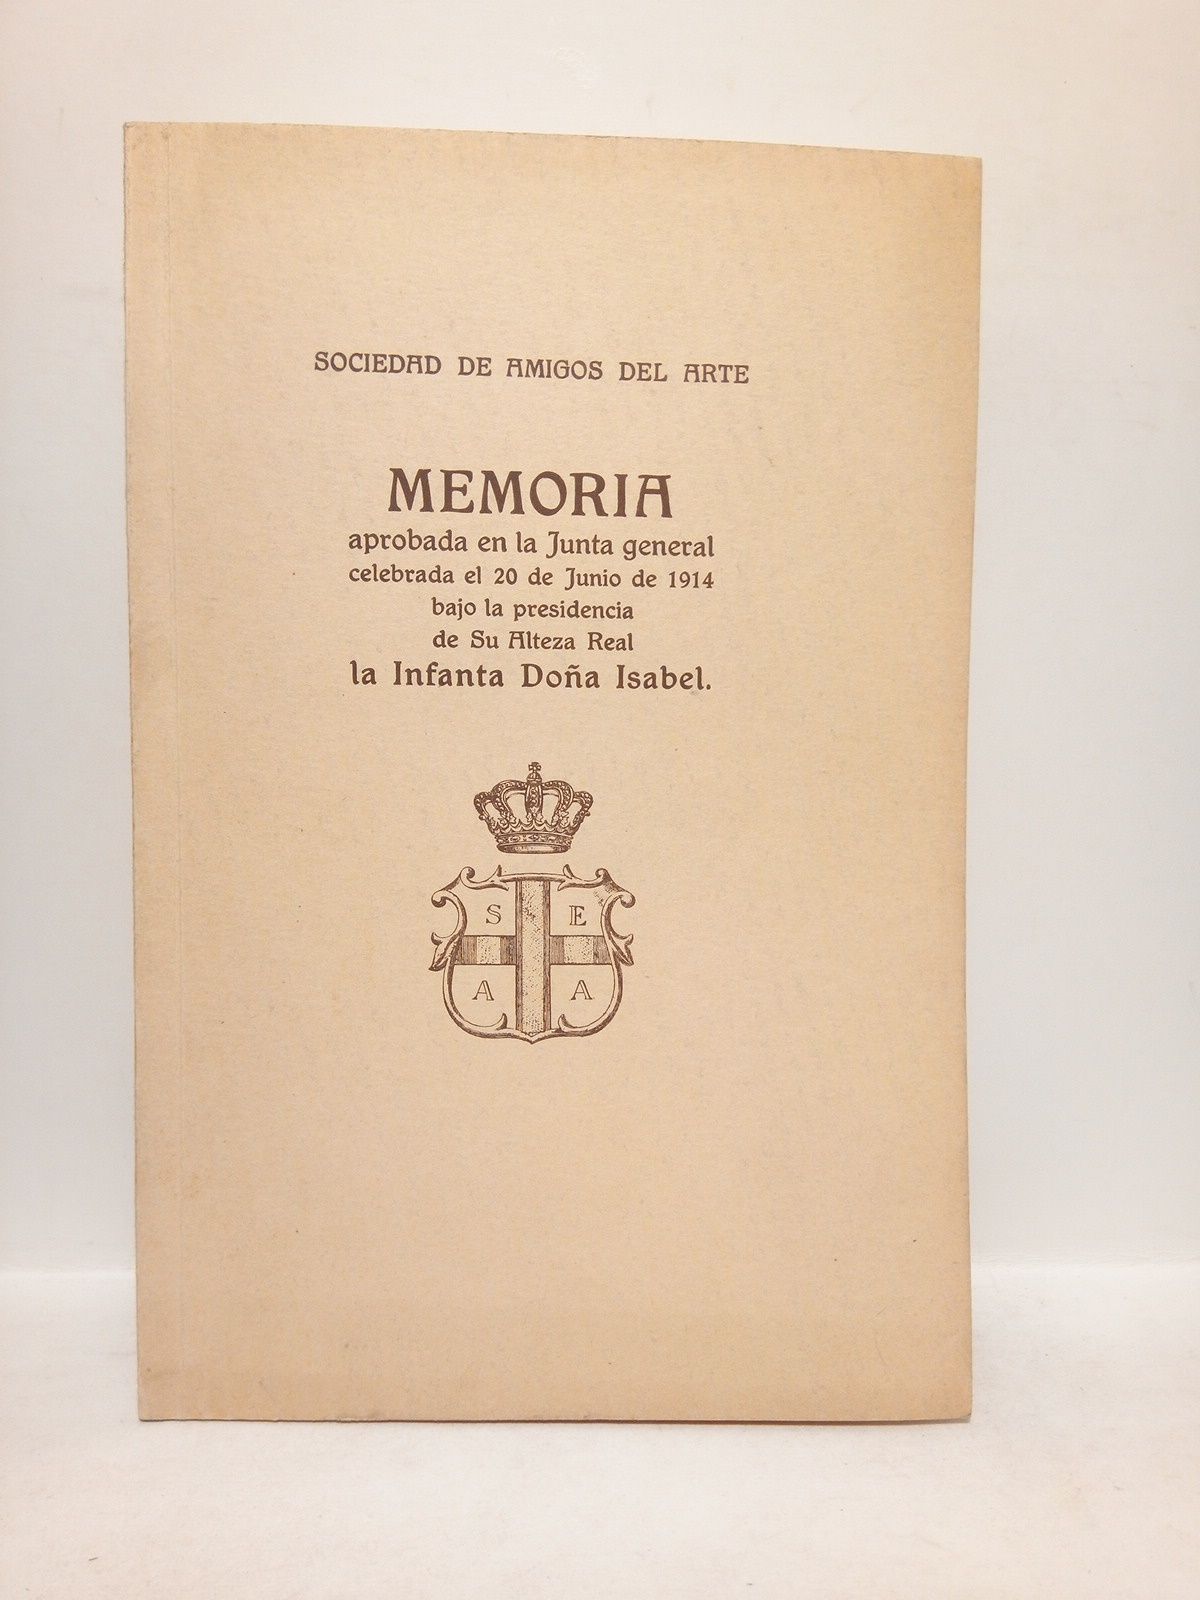 SOCIEDAD DE AMIGOS DEL ARTE
MEMORIA
aprobada en la Junta general
celebrada el 20 de Junio de 1914
bajo la presidencia
de Su Alteza Real
la Infanta Doña Isabel.
S E
A A